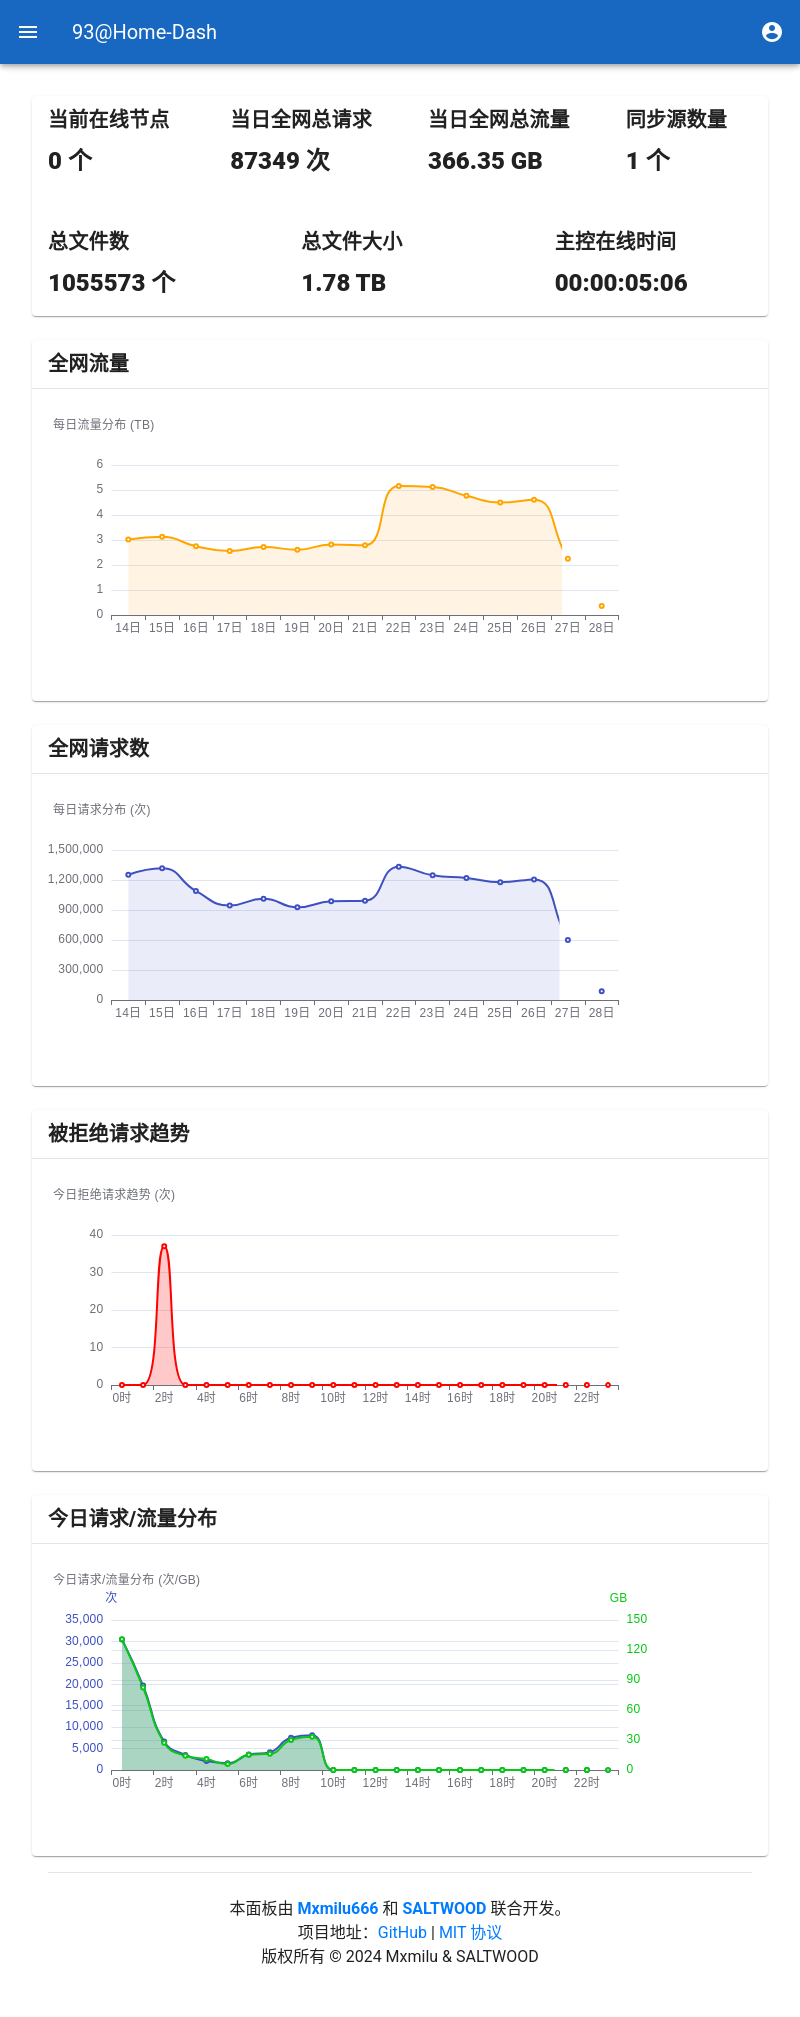 93@Home-Dash
当前在线节点 当日全网总请求 当日全网总流量 同步源数量
0 个 87349 次 366.35 GB 1 个
总文件数 总文件大小 主控在线时间
1055573 个 1.78 TB 00:00:05:06
全网流量
每日流量分布 (TB)
6
5
4
3
2
1
0
14日 15日 16日 17日 18日 19日 20日 21日 22日 23日 24日 25日 26日 27日 28日
全网请求数
每日请求分布 (次)
1,500,000
1,200,000
900,000
600,000
300,000
0
14日 15日 16日 17日 18日 19日 20日 21日 22日 23日 24日 25日 26日 27日 28日
被拒绝请求趋势
今日拒绝请求趋势 (次)
40
30
20
10
0
0时 2时 4时 6时 8时 10时 12时 14时 16时 18时 20时 22时
今日请求/流量分布
今日请求/流量分布 (次/GB)
次 GB
35,000 150
30,000
25,000 120
20,000 90
15,000
10,000 60
5,000 30
0 0
0时 2时 4时 6时 8时 10时 12时 14时 16时 18时 20时 22时
本面板由 Mxmilu666 和 SALTWOOD 联合开发。
项目地址：GitHub | MIT 协议
版权所有 © 2024 Mxmilu & SALTWOOD